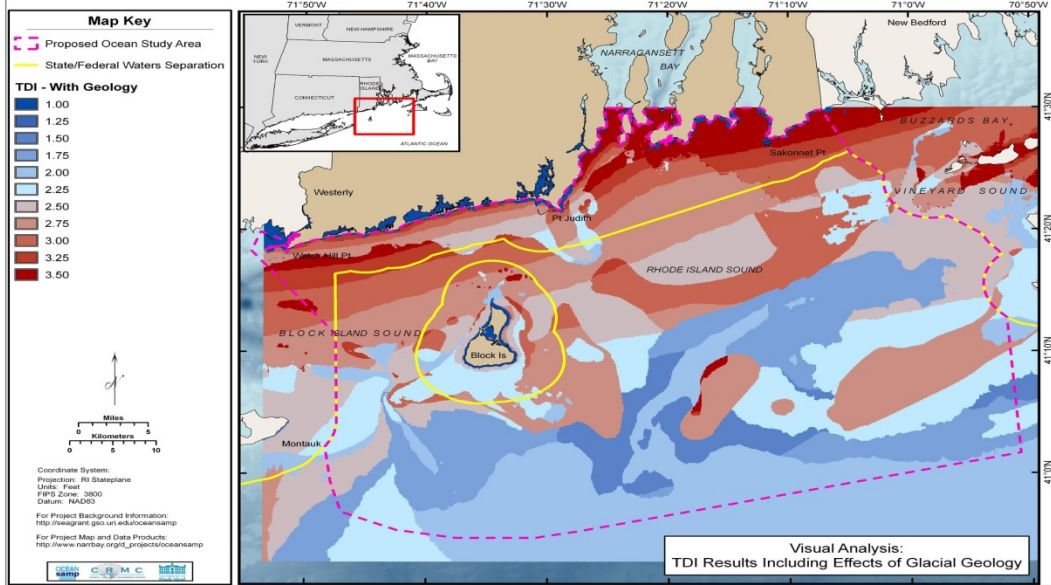 Map Key
Proposed Ocean Study Area
State/Federal Waters Separation
TDI - With Geology
1.00
1.25
1.50
1.75
2.00
2.25
2.50
2.75
3.00
3.25
3.50
N
Miles
0 5
Kilometers
0 5 10
Coordinate System:
Projection: RI Stateplane
Units: Feet
FIPS Zone: 3800
Datum: NAD83
For Project Background Information:
http://seagrant.gso.uri.edu/oceansamp
For Project Map and Data Products:
http://www.narrbay.org/d_projects/oceansamp
OCEAN
samp
C R M C
71°50'W
71°40'W
71°30'W
71°20'W
71°10'W
71°0'W
70°50'W
VERMONT
NEW HAMPSHIRE
NEW YORK
MASSACHUSETTS
MASSACHUSETTS BAY
CONNECTICUT
RHODE ISLAND
ATLANTIC OCEAN
NARRAGANSETT
BAY
New Bedford
BUZZARDS BAY
Sakonnet Pt
VINEYARD SOUND
Westerly
Pt Judith
Watch Hill Pt
RHODE ISLAND SOUND
BLOCK ISLAND SOUND
Block Is
Montauk
41°30'N
41°20'N
41°10'N
41°0'N
Visual Analysis:
TDI Results Including Effects of Glacial Geology